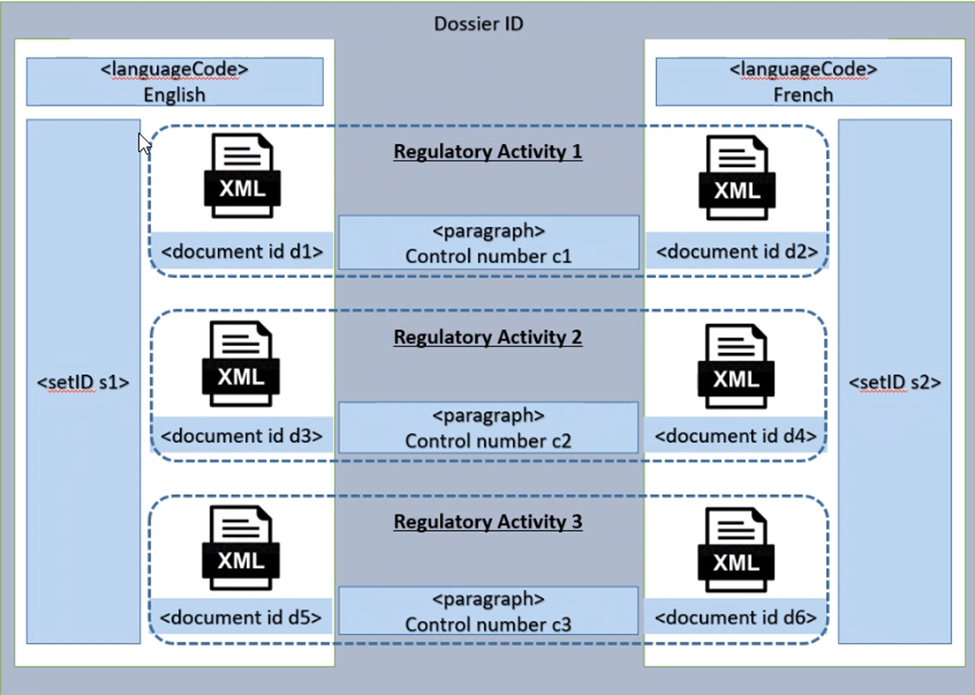 Dossier ID
<languageCode>
English
<languageCode>
French
Regulatory Activity 1
XML
XML
<paragraph>
Control number c1
<document id d1>
<document id d2>
Regulatory Activity 2
XML
XML
<setID s1>
<setID s2>
<paragraph>
Control number c2
<document id d3>
<document id d4>
Regulatory Activity 3
XML
XML
<paragraph>
Control number c3
<document id d5>
<document id d6>